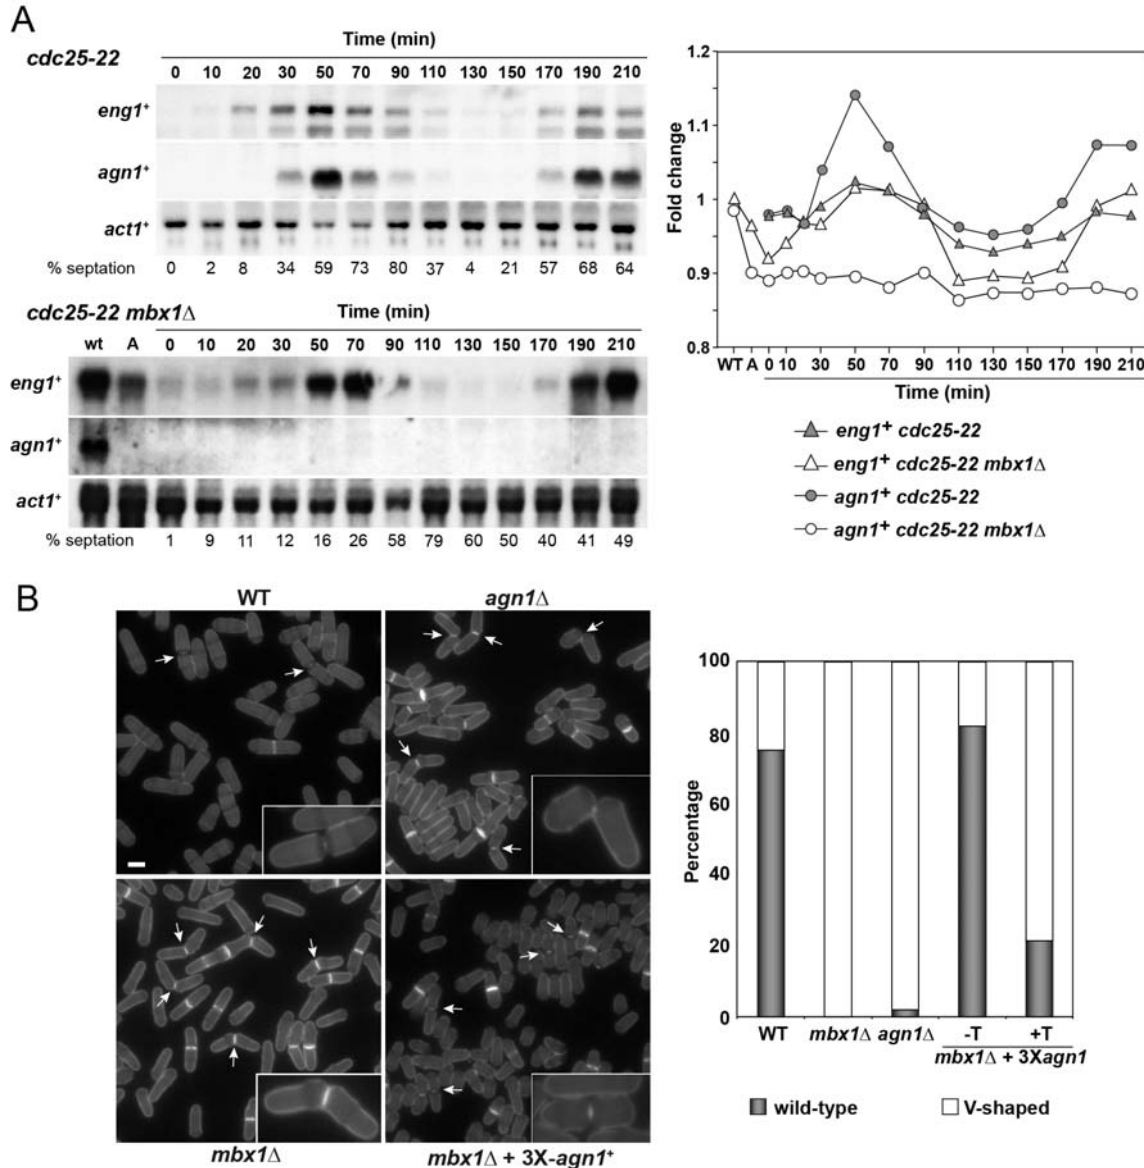 A
cdc25-22
Time (min)
0 10 20 30 50 70 90 110 130 150 170 190 210
eng1+
agn1+
act1+
% septation 0 2 8 34 59 73 80 37 4 21 57 68 64
cdc25-22 mbx1Δ
Time (min)
wt A 0 10 20 30 50 70 90 110 130 150 170 190 210
eng1+
agn1+
act1+
% septation 1 9 11 12 16 26 58 79 60 50 40 41 49
Fold change
1.2
1.1
1
0.9
0.8
WT A 0 10 30 50 70 90 110 130 150 170 190 210
Time (min)
eng1+ cdc25-22
eng1+ cdc25-22 mbx1Δ
agn1+ cdc25-22
agn1+ cdc25-22 mbx1Δ
B
WT
agn1Δ
mbx1Δ
mbx1Δ + 3X-agn1+
Percentage
100
80
60
40
20
0
WT mbx1Δ agn1Δ -T +T
mbx1Δ + 3Xagn1
wild-type
V-shaped